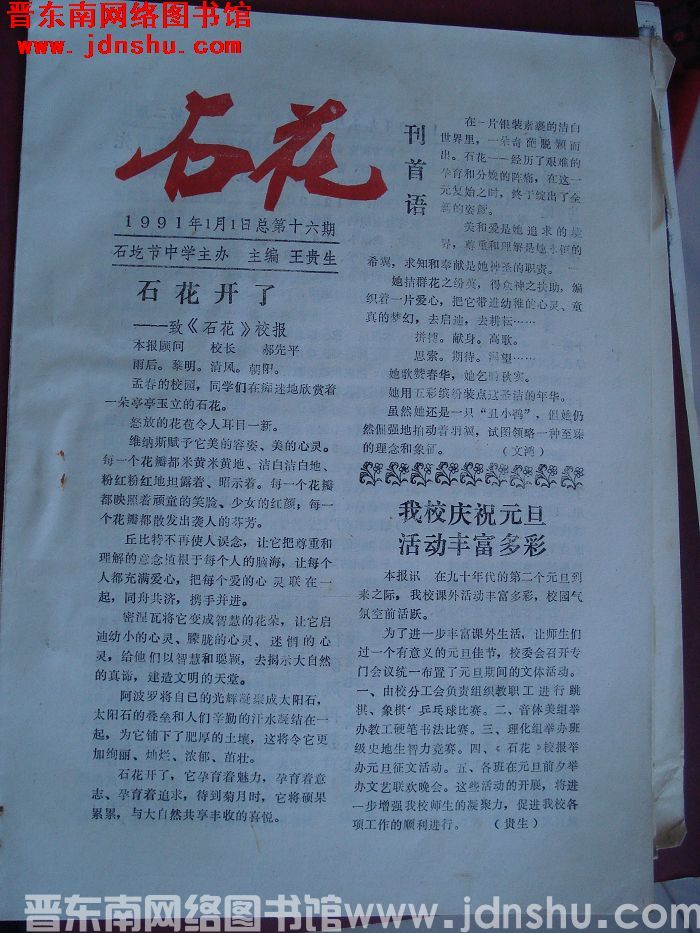 晋东南网络图书馆
www.jdnshu.com
石花
1991年1月1日总第十六期
石圪节中学主办 主编 王贵生
石花开了
——致《石花》校报
本报顾问 校长 郝先平
雨后。黎明。清风。朝阳。
孟春的校园，同学们在痴迷地欣赏着
一朵亭亭玉立的石花。
怒放的花苞令人耳目一新。
维纳斯赋予它美的容姿、美的心灵。
每一个花瓣都米黄米黄地、洁白洁白地、
粉红粉红地坦露着、昭示着。每一个花瓣
都映照着顽童的笑脸、少女的红颜；每一
个花瓣都散发出袭人的芬芳。
丘比特不再使人误念，让它把尊重和
理解的意念植根于每个人的脑海，让每个
人都充满爱心，把每个爱的心灵联在一
起，同舟共济，携手并进。
密涅瓦将它变成智慧的花朵，让它启
迪幼小的心灵、朦胧的心灵、迷惘的心
灵，给他们以智慧和聪颖，去揭示大自然
的真谛，建造文明的天堂。
阿波罗将自已的光辉凝聚成太阳石，
太阳石的叠垒和人们辛勤的汗水凝结在一
起，为它铺下了肥厚的土壤，这将令它更
加绚丽、灿烂、浓郁、茁壮。
石花开了，它孕育着魅力，孕育着意
志、孕育着追求，待到菊月时，它将硕果
累累，与大自然共享丰收的喜悦。
刊首语
在一片银装素裹的洁白
世界里，一朵奇葩脱颖而
出。石花——经历了艰难的
孕育和分娩的阵痛，在这一
元复始之时，终于绽出了全
新的姿颜。
美和爱是她追求的境
界，尊重和理解是她永恒的
希翼，求知和奉献是她神圣的职责。
她拮群花之纷英，得众神之扶助，编
织着一片爱心，把它带进幼稚的心灵、童
真的梦幻，去启迪，去耕耘……
拼搏。献身。高歌。
思索。期待。渴望……
她歌赞春华，她乞盼秋实。
她用五彩缤纷装点这圣洁的年华。
虽然她还是一只“丑小鸭”，但她仍
然倔强地拍动着羽翼，试图领略一种至臻
的理念和象征。 （文鸿）
我校庆祝元旦
活动丰富多彩
本报讯 在九十年代的第二个元旦到
来之际，我校课外活动丰富多彩，校园气
氛空前活跃。
为了进一步丰富课外生活，让师生们
过一个有意义的元旦佳节，校委会召开专
门会议统一布置了元旦期间的文体活动。
一、由校分工会负责组织教职工进行跳
棋、象棋、乒乓球比赛。二、音体美组举
办教工硬笔书法比赛。三、理化组举办班
级史地生智力竞赛。四、《石花》校报举
办元旦征文活动。五、各班在元旦前夕举
办文艺联欢晚会。这些活动的开展，将进
一步增强我校师生的凝聚力，促进我校各
项工作的顺利进行。 （贵生）
晋东南网络图书馆 www.jdnshu.com